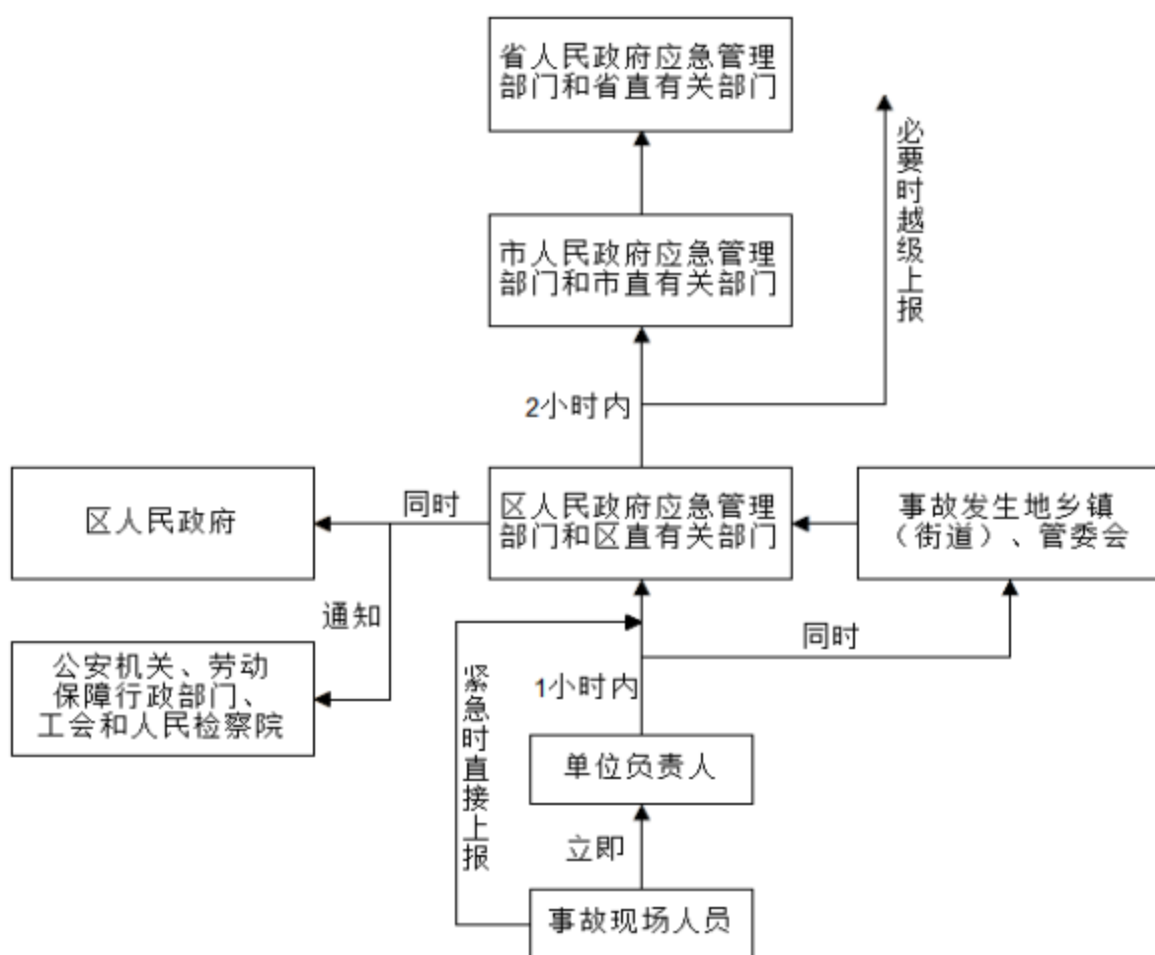 省人民政府应急管理
部门和省直有关部门
必要时越级上报
市人民政府应急管理
部门和市直有关部门
2小时内
区人民政府
同时
区人民政府应急管理
部门和区直有关部门
事故发生地乡镇
（街道）、管委会
通知
同时
公安机关、劳动
保障行政部门、
工会和人民检察院
紧急时直接上报
1小时内
单位负责人
立即
事故现场人员